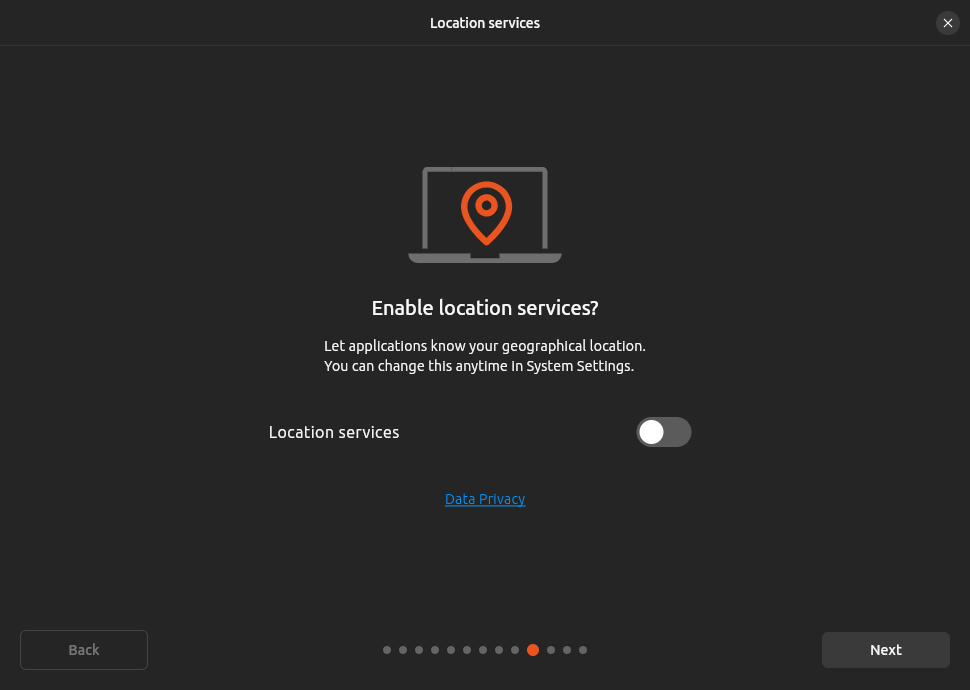 Location services
Enable location services?
Let applications know your geographical location.
You can change this anytime in System Settings.
Location services
Data Privacy
Back
Next